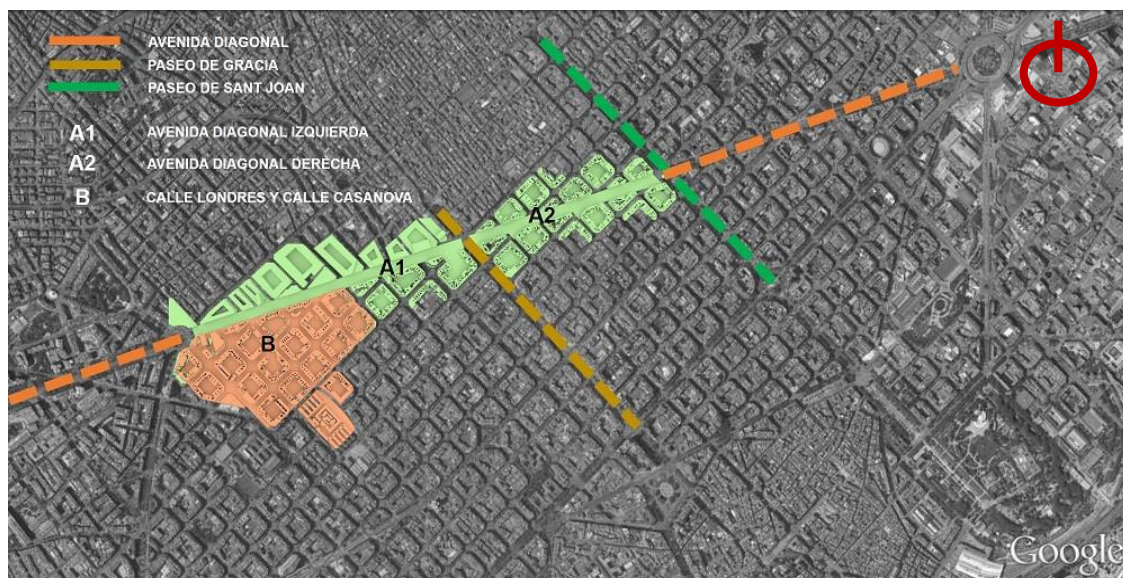 AVENIDA DIAGONAL
PASEO DE GRACIA
PASEO DE SANT JOAN
A1 AVENIDA DIAGONAL IZQUIERDA
A2 AVENIDA DIAGONAL DERECHA
B CALLE LONDRES Y CALLE CASANOVA
A2
A1
B
Google